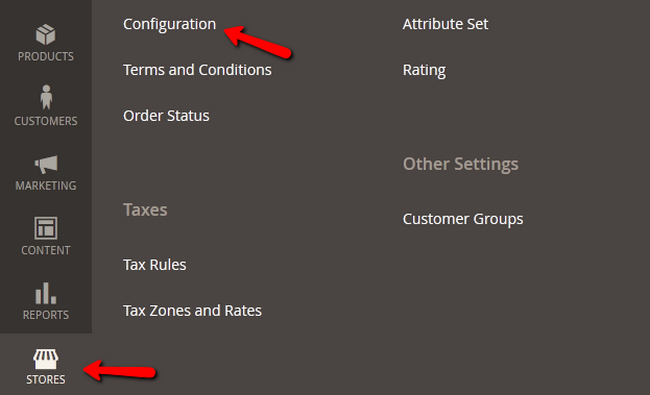 PRODUCTS
CUSTOMERS
MARKETING
CONTENT
REPORTS
STORES
Configuration
Terms and Conditions
Order Status
Taxes
Tax Rules
Tax Zones and Rates
Attribute Set
Rating
Other Settings
Customer Groups